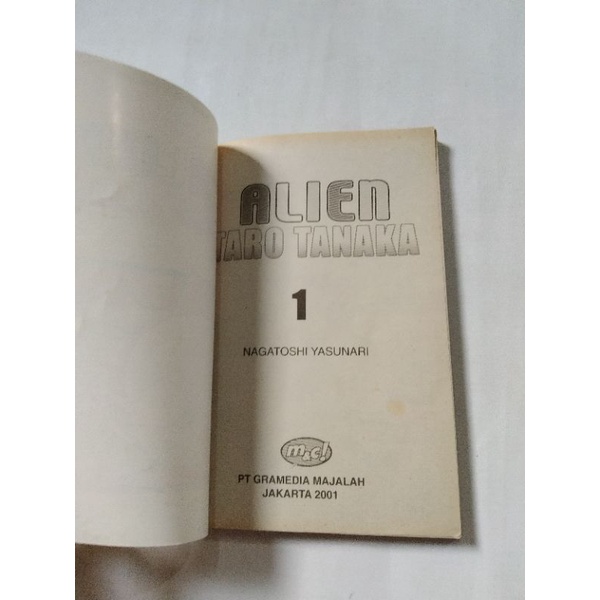 ALIEN
TARO TANAKA
1
NAGATOSHI YASUNARI
m&c!
PT GRAMEDIA MAJALAH
JAKARTA 2001